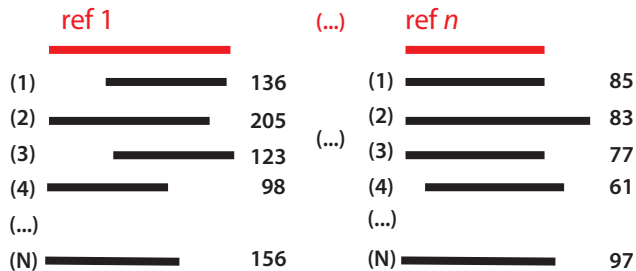 ref 1 (...) ref n
(1) 136 (1) 85
(2) 205 (2) 83
(...)
(3) 123 (3) 77
(4) 98 (4) 61
(...) (...)
(N) 156 (N) 97